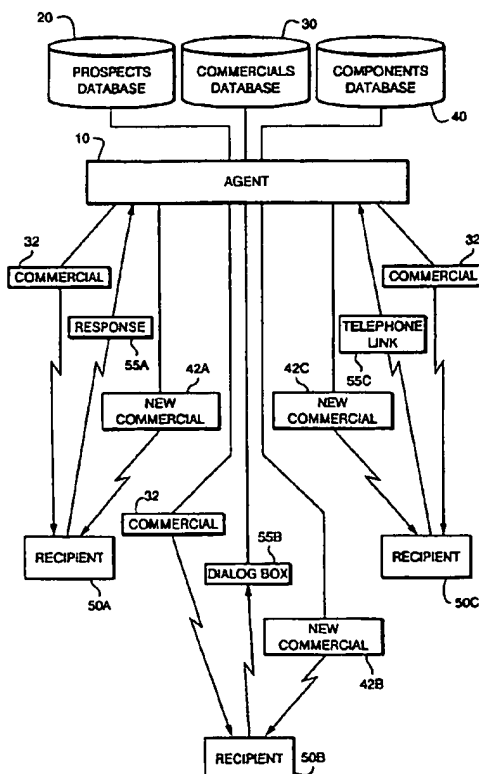 20
30
PROSPECTS
DATABASE
COMMERCIALS
DATABASE
COMPONENTS
DATABASE
40
10
AGENT
32
COMMERCIAL
32
COMMERCIAL
RESPONSE
55A
TELEPHONE
LINK
55C
42A
NEW
COMMERCIAL
42C
NEW
COMMERCIAL
32
COMMERCIAL
55B
DIALOG BOX
RECIPIENT
50A
RECIPIENT
50C
NEW
COMMERCIAL
42B
RECIPIENT
50B